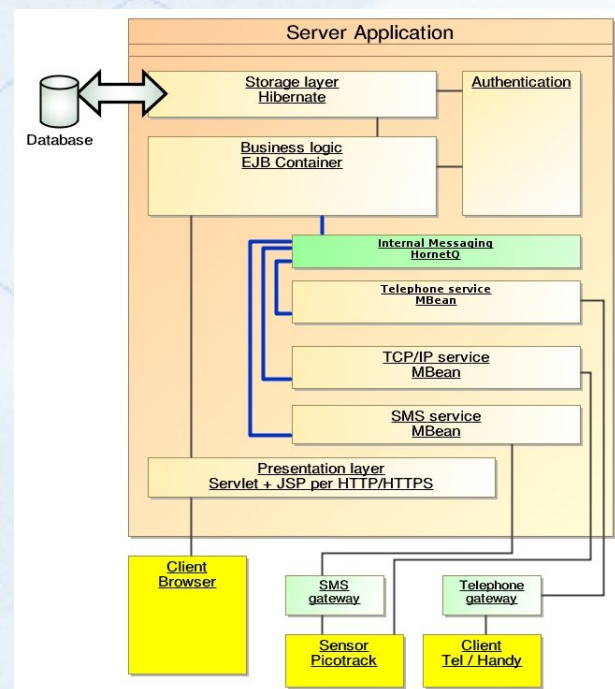 Server Application
Storage layer
Hibernate
Authentication
Database
Business logic
EJB Container
Internal Messaging
HornetQ
Telephone service
MBean
TCP/IP service
MBean
SMS service
MBean
Presentation layer
Servlet + JSP per HTTP/HTTPS
Client
Browser
SMS
gateway
Telephone
gateway
Sensor
Picotrack
Client
Tel / Handy